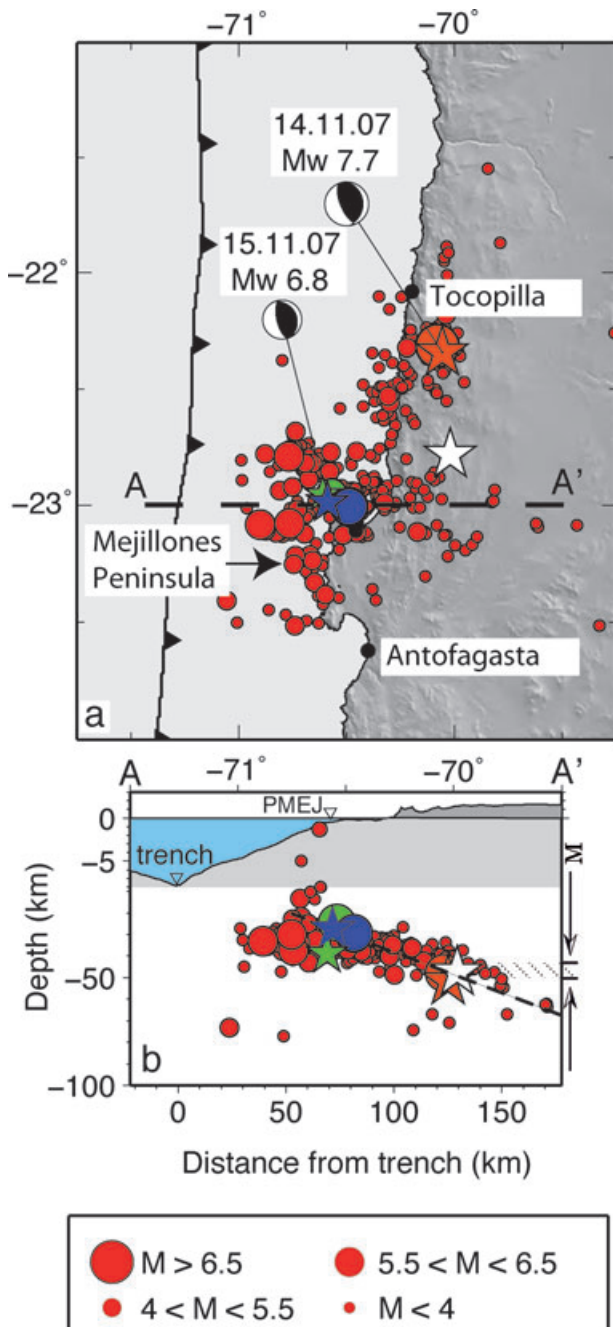 −71° −70°
14.11.07
Mw 7.7
15.11.07
Mw 6.8
−22°
Tocopilla
A A’
−23°
Mejillones
Peninsula
Antofagasta
a
A −71° −70° A’
PMEJ
0
trench
−5
M
Depth (km)
−50
b
−100
0 50 100 150
Distance from trench (km)
M > 6.5 5.5 < M < 6.5
4 < M < 5.5 M < 4